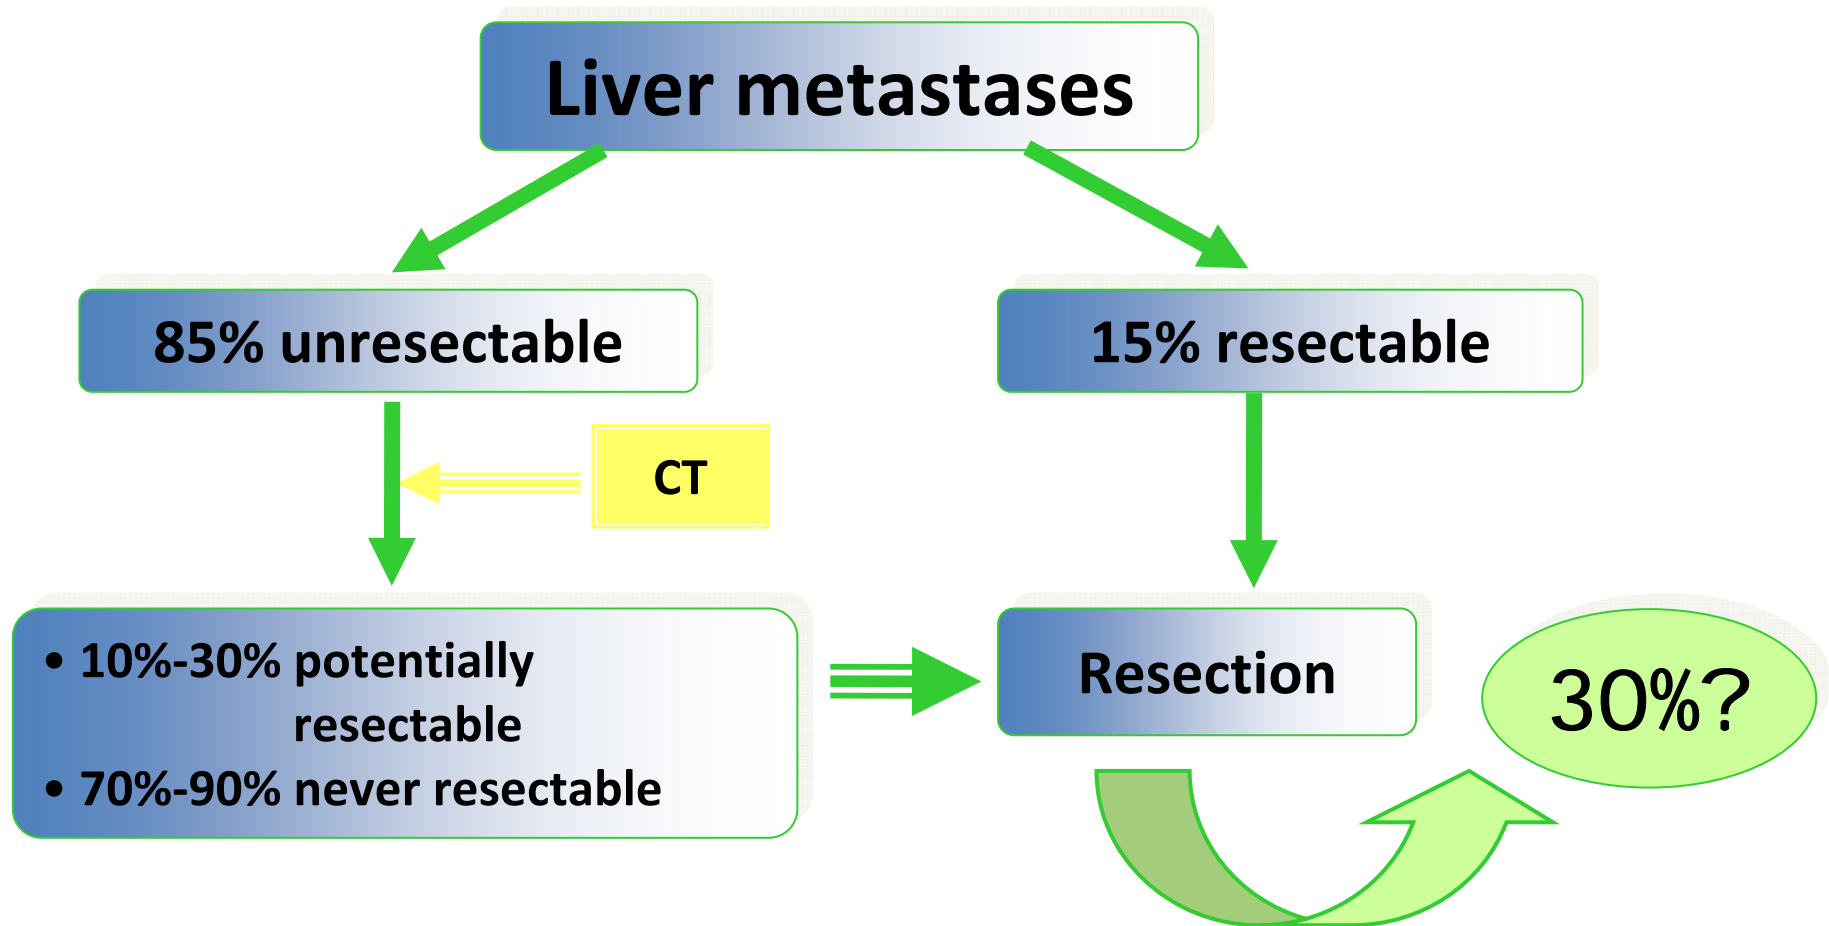 Liver metastases
85% unresectable
15% resectable
CT
• 10%-30% potentially
resectable
• 70%-90% never resectable
Resection
30%?